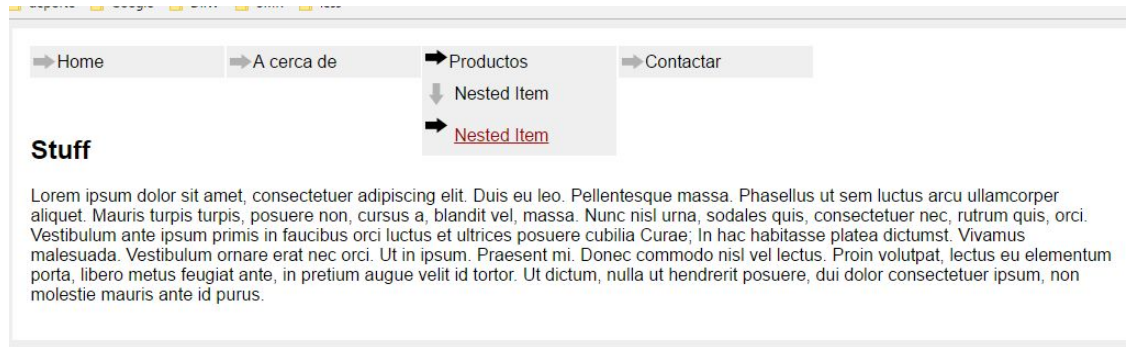 Home A cerca de Productos Contactar
Nested Item
Nested Item
Stuff
Lorem ipsum dolor sit amet, consectetuer adipiscing elit. Duis eu leo. Pellentesque massa. Phasellus ut sem luctus arcu ullamcorper
aliquet. Mauris turpis turpis, posuere non, cursus a, blandit vel, massa. Nunc nisl urna, sodales quis, consectetuer nec, rutrum quis, orci.
Vestibulum ante ipsum primis in faucibus orci luctus et ultrices posuere cubilia Curae; In hac habitasse platea dictumst. Vivamus
malesuada. Vestibulum ornare erat nec orci. Ut in ipsum. Praesent mi. Donec commodo nisl vel lectus. Proin volutpat, lectus eu elementum
porta, libero metus feugiat ante, in pretium augue velit id tortor. Ut dictum, nulla ut hendrerit posuere, dui dolor consectetuer ipsum, non
molestie mauris ante id purus.